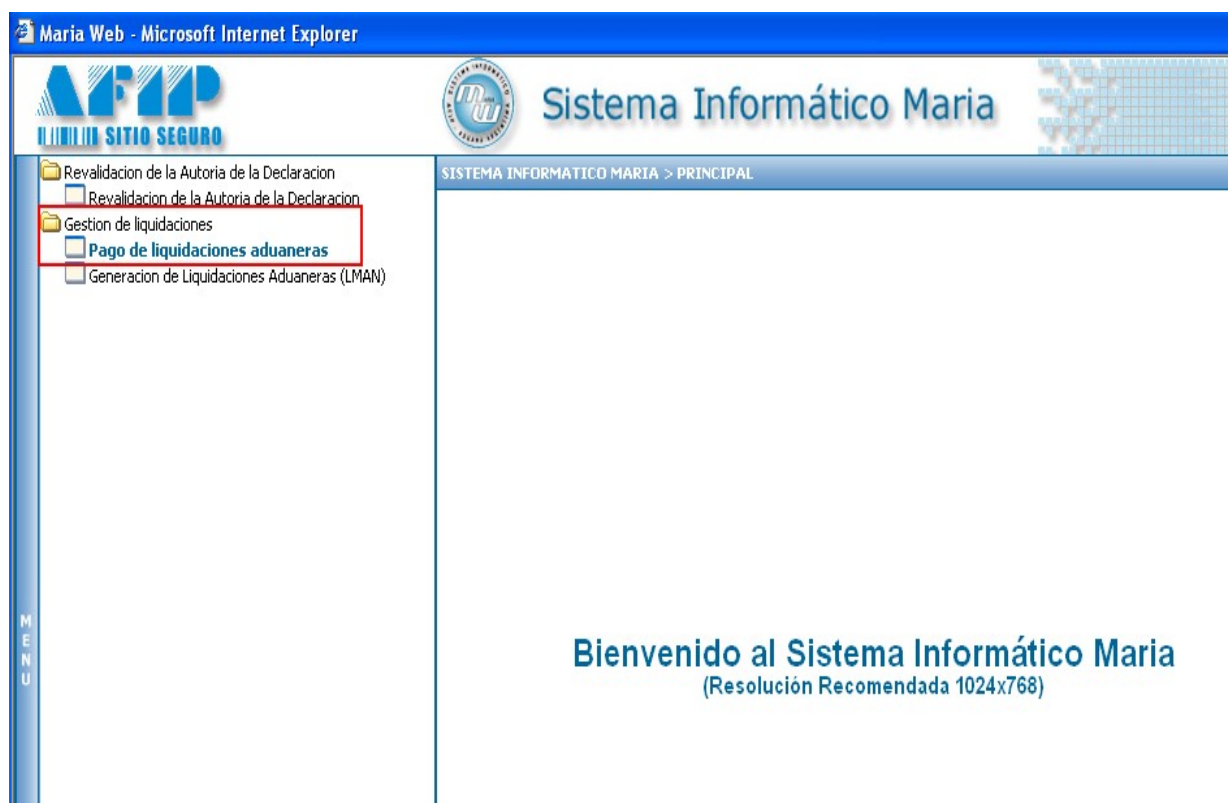 Maria Web - Microsoft Internet Explorer
AFIP
SITIO SEGURO
Sistema Informático Maria
Revalidacion de la Autoria de la Declaracion
Revalidacion de la Autoria de la Declaracion
Gestion de liquidaciones
Pago de liquidaciones aduaneras
Generacion de Liquidaciones Aduaneras (LMAN)
SISTEMA INFORMATICO MARIA > PRINCIPAL
MENU
Bienvenido al Sistema Informático Maria
(Resolución Recomendada 1024x768)